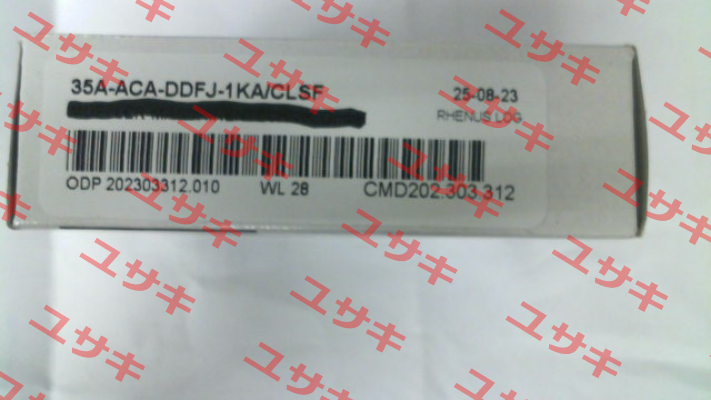 35A-ACA-DDFJ-1KA/CLSF
25-08-23
RHENUS LOG
ODP 202303312.010 WL 28 CMD202.303.312
ユサキ